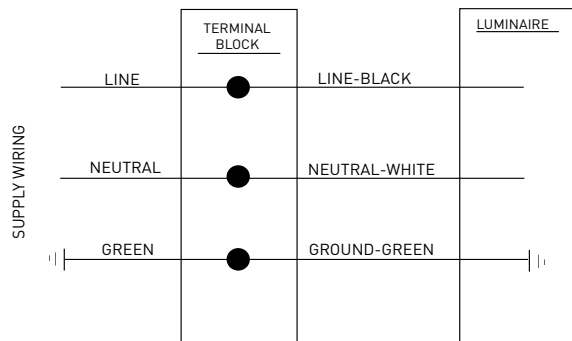 TERMINAL
BLOCK
LUMINAIRE
LINE
LINE-BLACK
NEUTRAL
NEUTRAL-WHITE
GREEN
GROUND-GREEN
SUPPLY WIRING